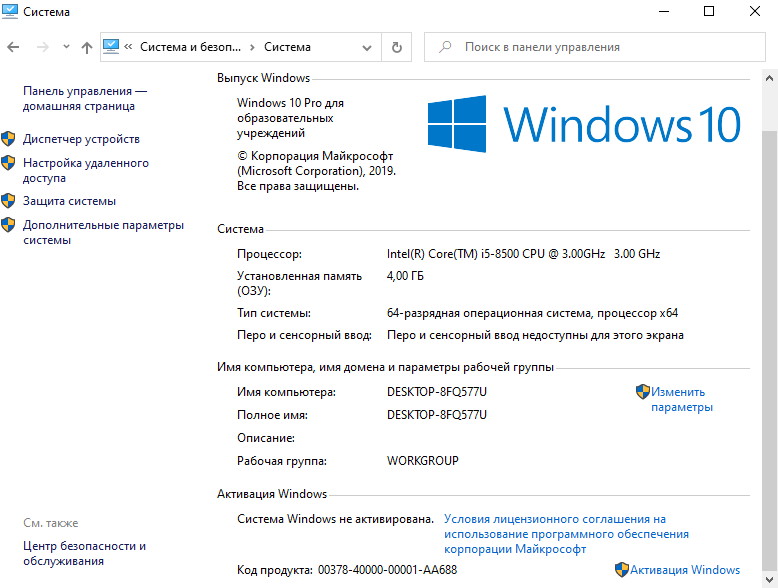 Система
« Система и безоп... › Система
Поиск в панели управления
Панель управления —
домашняя страница
Диспетчер устройств
Настройка удаленного
доступа
Защита системы
Дополнительные параметры
системы
См. также
Центр безопасности и
обслуживания
Выпуск Windows
Windows 10 Pro для
образовательных
учреждений
© Корпорация Майкрософт
(Microsoft Corporation), 2019.
Все права защищены.
Windows 10
Система
Процессор: Intel(R) Core(TM) i5-8500 CPU @ 3.00GHz 3.00 GHz
Установленная память
(ОЗУ):
4,00 ГБ
Тип системы: 64-разрядная операционная система, процессор x64
Перо и сенсорный ввод: Перо и сенсорный ввод недоступны для этого экрана
Имя компьютера, имя домена и параметры рабочей группы
Имя компьютера: DESKTOP-8FQ577U
Изменить
параметры
Полное имя: DESKTOP-8FQ577U
Описание:
Рабочая группа: WORKGROUP
Активация Windows
Система Windows не активирована. Условия лицензионного соглашения на
использование программного обеспечения
корпорации Майкрософт
Код продукта: 00378-40000-00001-AA688
Активация Windows